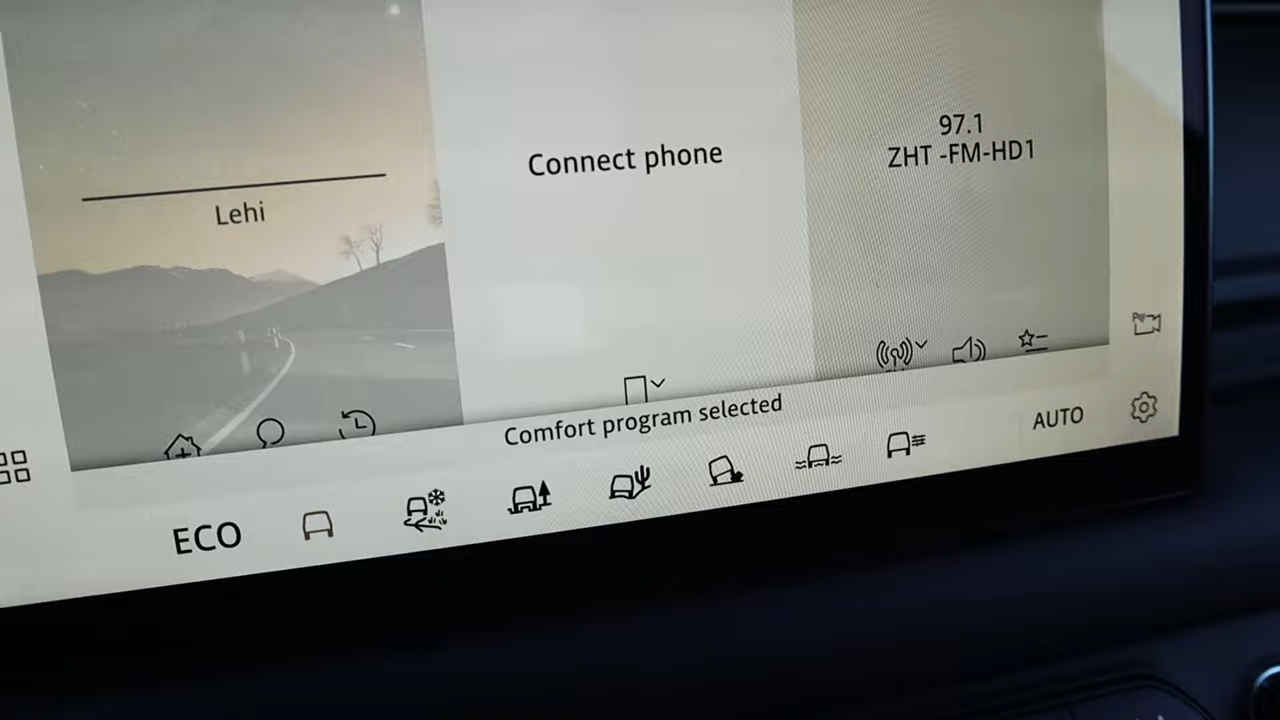 97.1
Connect phone
ZHT -FM-HD1
Lehi
Comfort program selected
AUTO
ECO